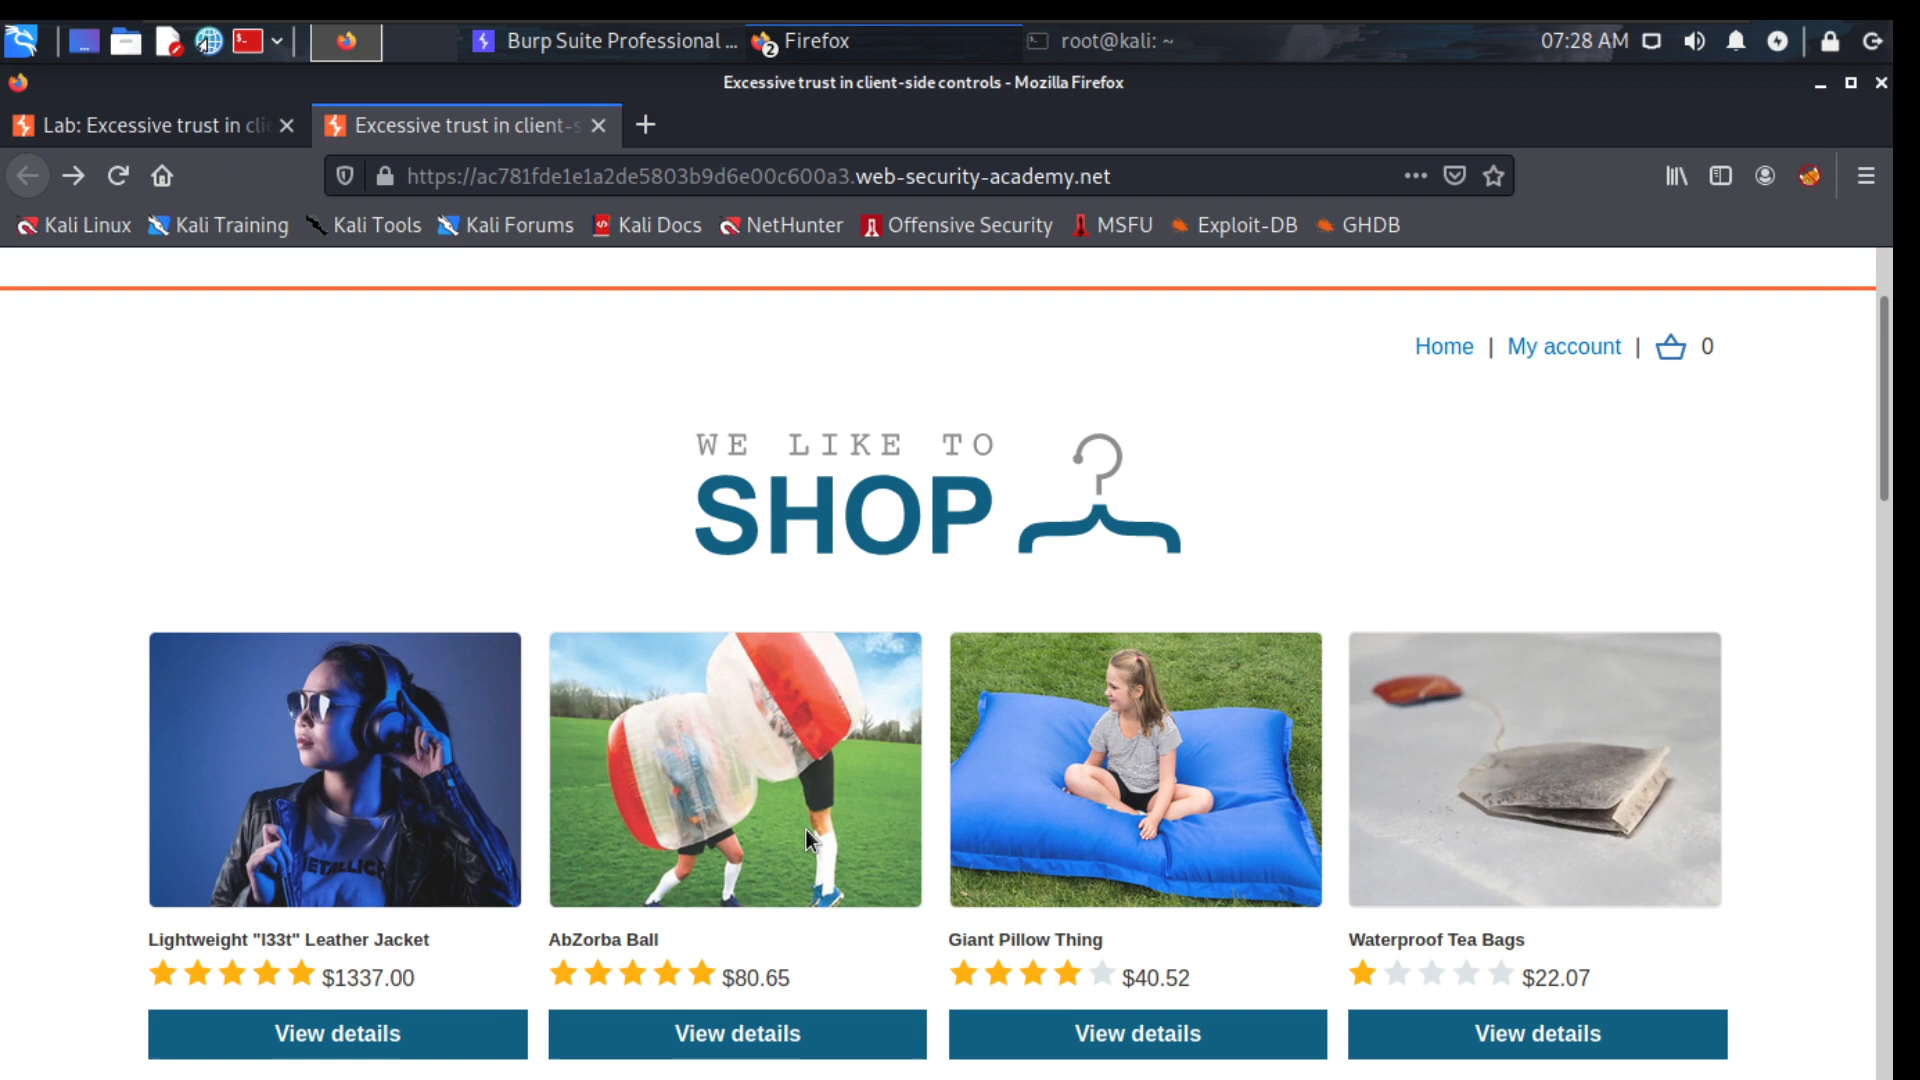 Burp Suite Professional ...
2
Firefox
root@kali: ~
07:28 AM
Excessive trust in client-side controls - Mozilla Firefox
Lab: Excessive trust in cli
Excessive trust in client-s
https://ac781fde1e1a2de5803b9d6e00c600a3.web-security-academy.net
Kali Linux
Kali Training
Kali Tools
Kali Forums
Kali Docs
NetHunter
Offensive Security
MSFU
Exploit-DB
GHDB
Home | My account | 0
WE LIKE TO
SHOP
METALLICA
Lightweight "l33t" Leather Jacket
$1337.00
View details
AbZorba Ball
$80.65
View details
Giant Pillow Thing
$40.52
View details
Waterproof Tea Bags
$22.07
View details